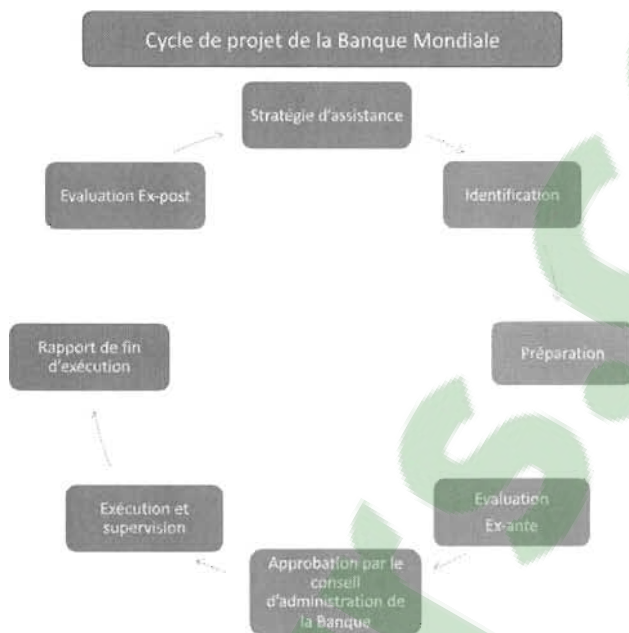 Cycle de projet de la Banque Mondiale
Stratégie d'assistance
Identification
Préparation
Evaluation
Ex-ante
Approbation par le
conseil
d'administration de
la Banque
Exécution et
supervision
Rapport de fin
d'exécution
Evaluation Ex-post